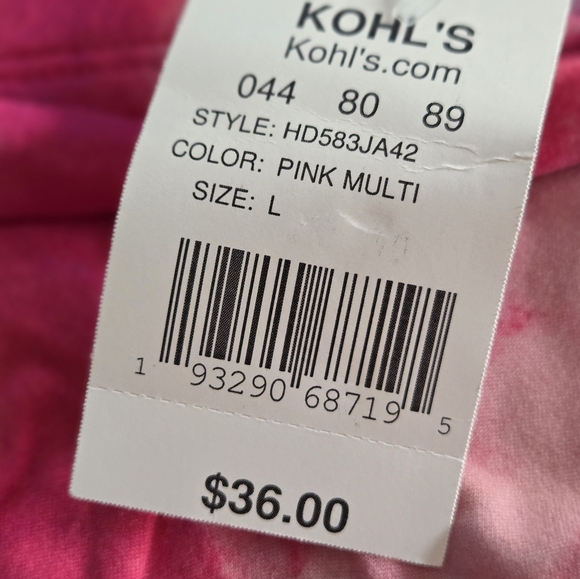 KOHL'S
Kohl's.com
044 80 89
STYLE: HD583JA42
COLOR: PINK MULTI
SIZE: L
1 93290 68719 5
$36.00